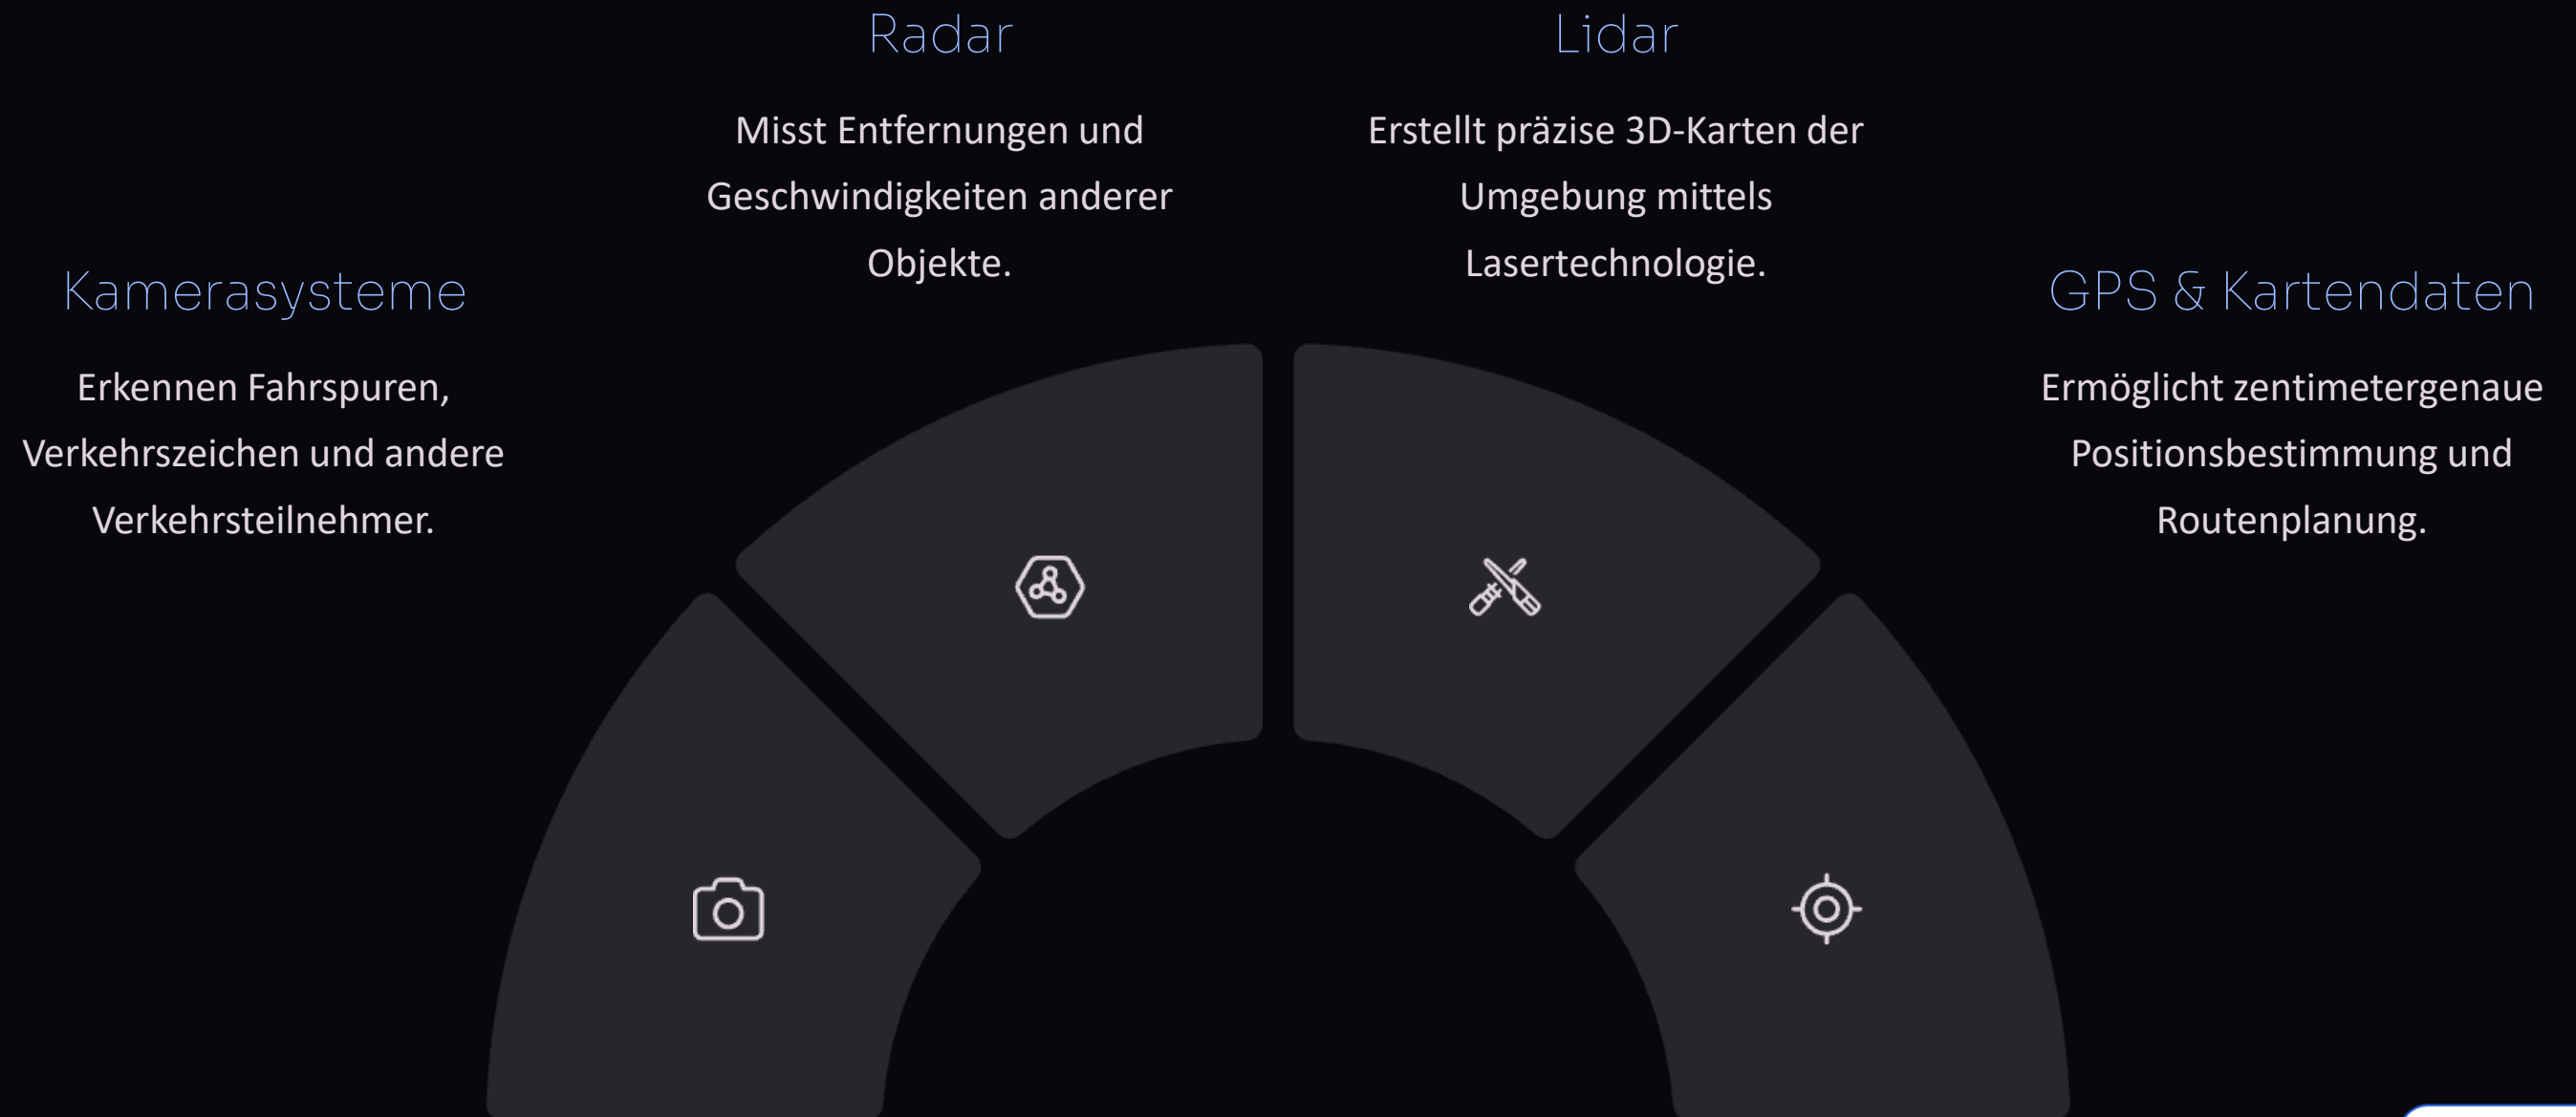 Kamerasysteme
Erkennen Fahrspuren,
Verkehrszeichen und andere
Verkehrsteilnehmer.
Radar
Misst Entfernungen und
Geschwindigkeiten anderer
Objekte.
Lidar
Erstellt präzise 3D-Karten der
Umgebung mittels
Lasertechnologie.
GPS & Kartendaten
Ermöglicht zentimetergenaue
Positionsbestimmung und
Routenplanung.